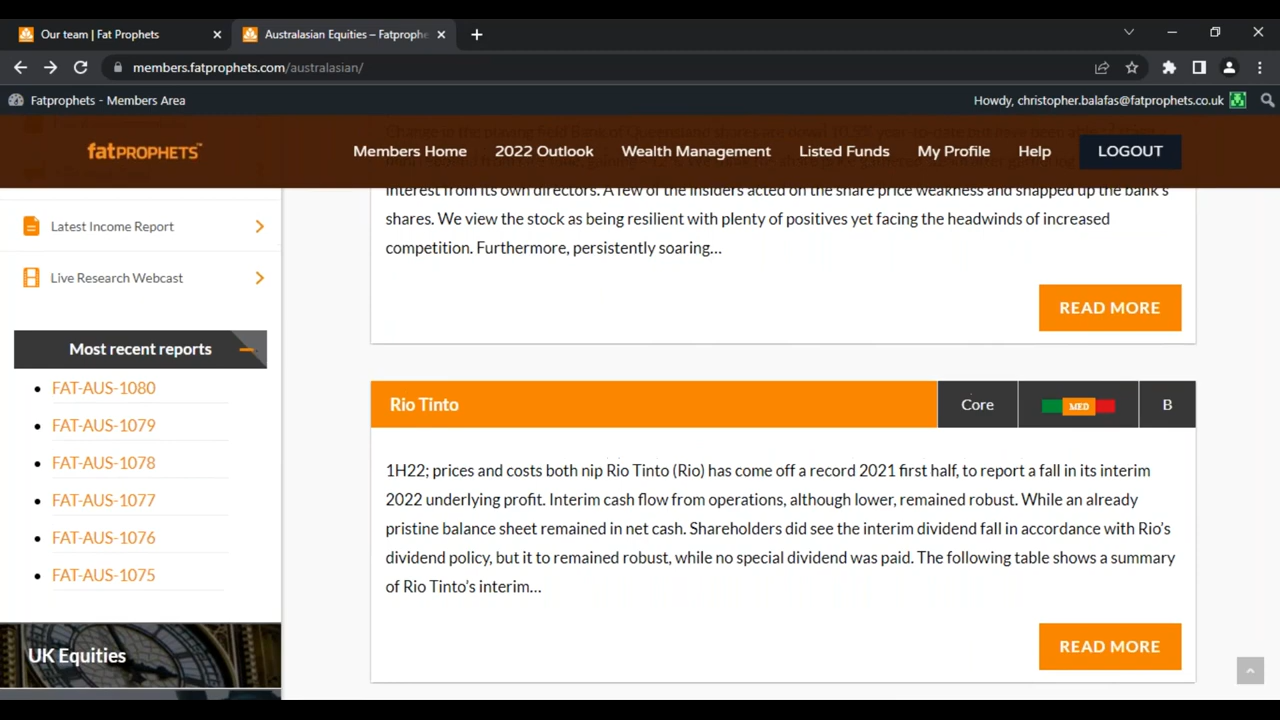 Our team | Fat Prophets
Australasian Equities – Fatprophe
members.fatprophets.com/australasian/
Fatprophets - Members Area
Howdy, christopher.balafas@fatprophets.co.uk
fatPROPHETS™
Members Home
2022 Outlook
Wealth Management
Listed Funds
My Profile
Help
LOGOUT
Latest Income Report
Live Research Webcast
Most recent reports
FAT-AUS-1080
FAT-AUS-1079
FAT-AUS-1078
FAT-AUS-1077
FAT-AUS-1076
FAT-AUS-1075
UK Equities
interest from its own directors. A few of the insiders acted on the share price weakness and snapped up the bank's
shares. We view the stock as being resilient with plenty of positives yet facing the headwinds of increased
competition. Furthermore, persistently soaring…
READ MORE
Rio Tinto
Core
MED
B
1H22; prices and costs both nip Rio Tinto (Rio) has come off a record 2021 first half, to report a fall in its interim
2022 underlying profit. Interim cash flow from operations, although lower, remained robust. While an already
pristine balance sheet remained in net cash. Shareholders did see the interim dividend fall in accordance with Rio's
dividend policy, but it to remained robust, while no special dividend was paid. The following table shows a summary
of Rio Tinto's interim…
READ MORE